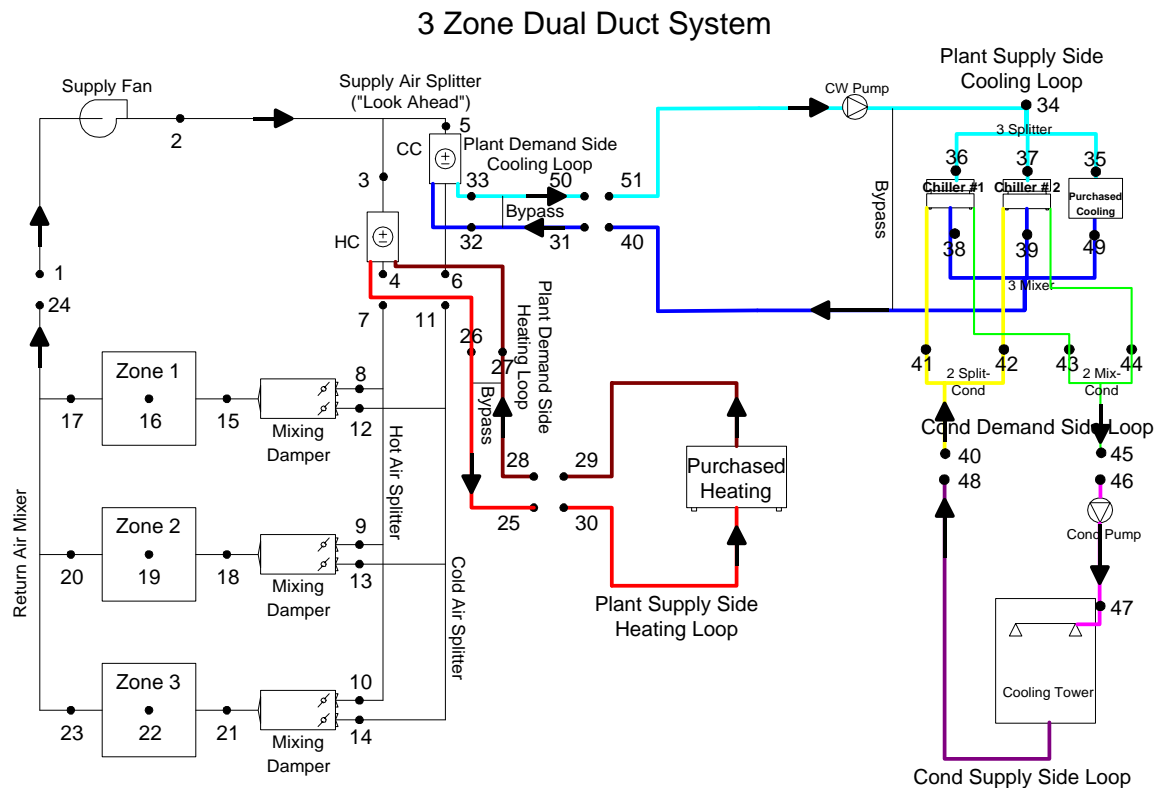 3 Zone Dual Duct System
Supply Fan
2
Supply Air Splitter
("Look Ahead")
5
CC
3
HC
4
6
7
11
1
24
Plant Demand Side
Cooling Loop
33
50
51
Bypass
32
31
40
CW Pump
Bypass
Plant Supply Side
Cooling Loop
34
3 Splitter
36
37
35
Chiller #1
Chiller # 2
Purchased
Cooling
38
39
49
3 Mixer
41
42
43
44
2 Split-
Cond
2 Mix-
Cond
Cond Demand Side Loop
40
48
45
46
Cond Pump
47
Cooling Tower
Cond Supply Side Loop
26
27
Bypass
Plant Demand Side
Heating Loop
28
29
25
30
Purchased
Heating
Plant Supply Side
Heating Loop
Zone 1
17
16
15
8
12
Mixing
Damper
Hot Air Splitter
Zone 2
20
19
18
9
13
Mixing
Damper
Cold Air Splitter
Return Air Mixer
Zone 3
23
22
21
10
14
Mixing
Damper